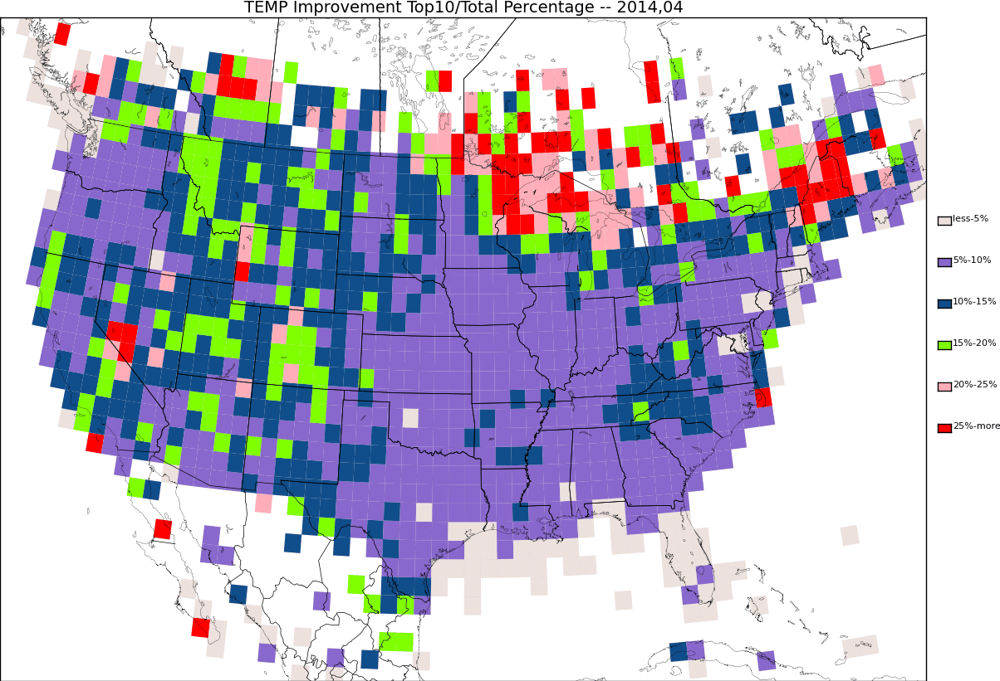 TEMP Improvement Top10/Total Percentage -- 2014,04
less-5%
5%-10%
10%-15%
15%-20%
20%-25%
25%-more